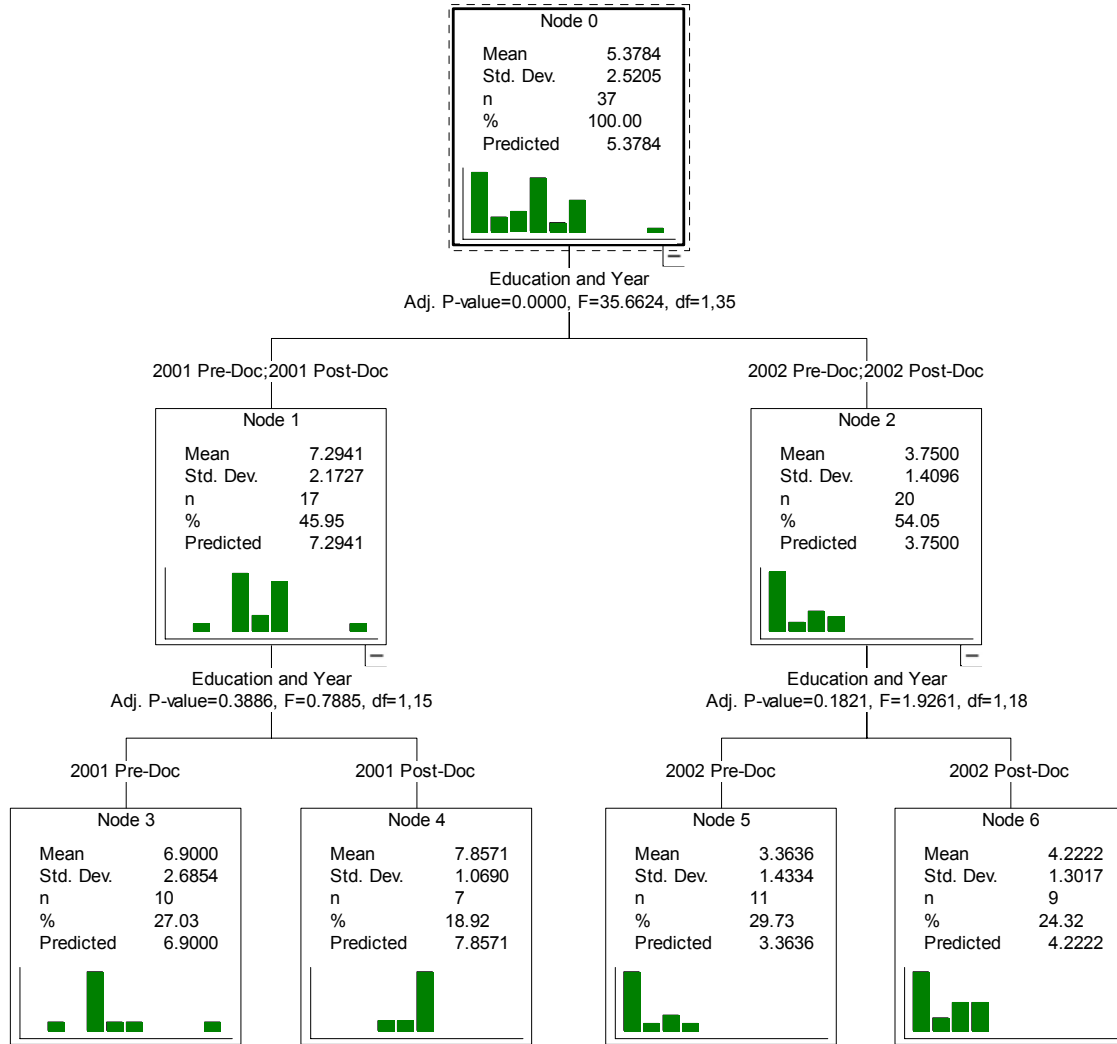 Node 0
Mean 5.3784
Std. Dev. 2.5205
n 37
% 100.00
Predicted 5.3784
Education and Year
Adj. P-value=0.0000, F=35.6624, df=1,35
2001 Pre-Doc;2001 Post-Doc
2002 Pre-Doc;2002 Post-Doc
Node 1
Mean 7.2941
Std. Dev. 2.1727
n 17
% 45.95
Predicted 7.2941
Node 2
Mean 3.7500
Std. Dev. 1.4096
n 20
% 54.05
Predicted 3.7500
Education and Year
Adj. P-value=0.3886, F=0.7885, df=1,15
Education and Year
Adj. P-value=0.1821, F=1.9261, df=1,18
2001 Pre-Doc
2001 Post-Doc
2002 Pre-Doc
2002 Post-Doc
Node 3
Mean 6.9000
Std. Dev. 2.6854
n 10
% 27.03
Predicted 6.9000
Node 4
Mean 7.8571
Std. Dev. 1.0690
n 7
% 18.92
Predicted 7.8571
Node 5
Mean 3.3636
Std. Dev. 1.4334
n 11
% 29.73
Predicted 3.3636
Node 6
Mean 4.2222
Std. Dev. 1.3017
n 9
% 24.32
Predicted 4.2222